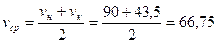 v_ср = (v_н + v_к) / 2 = (90 + 43,5) / 2 = 66,75